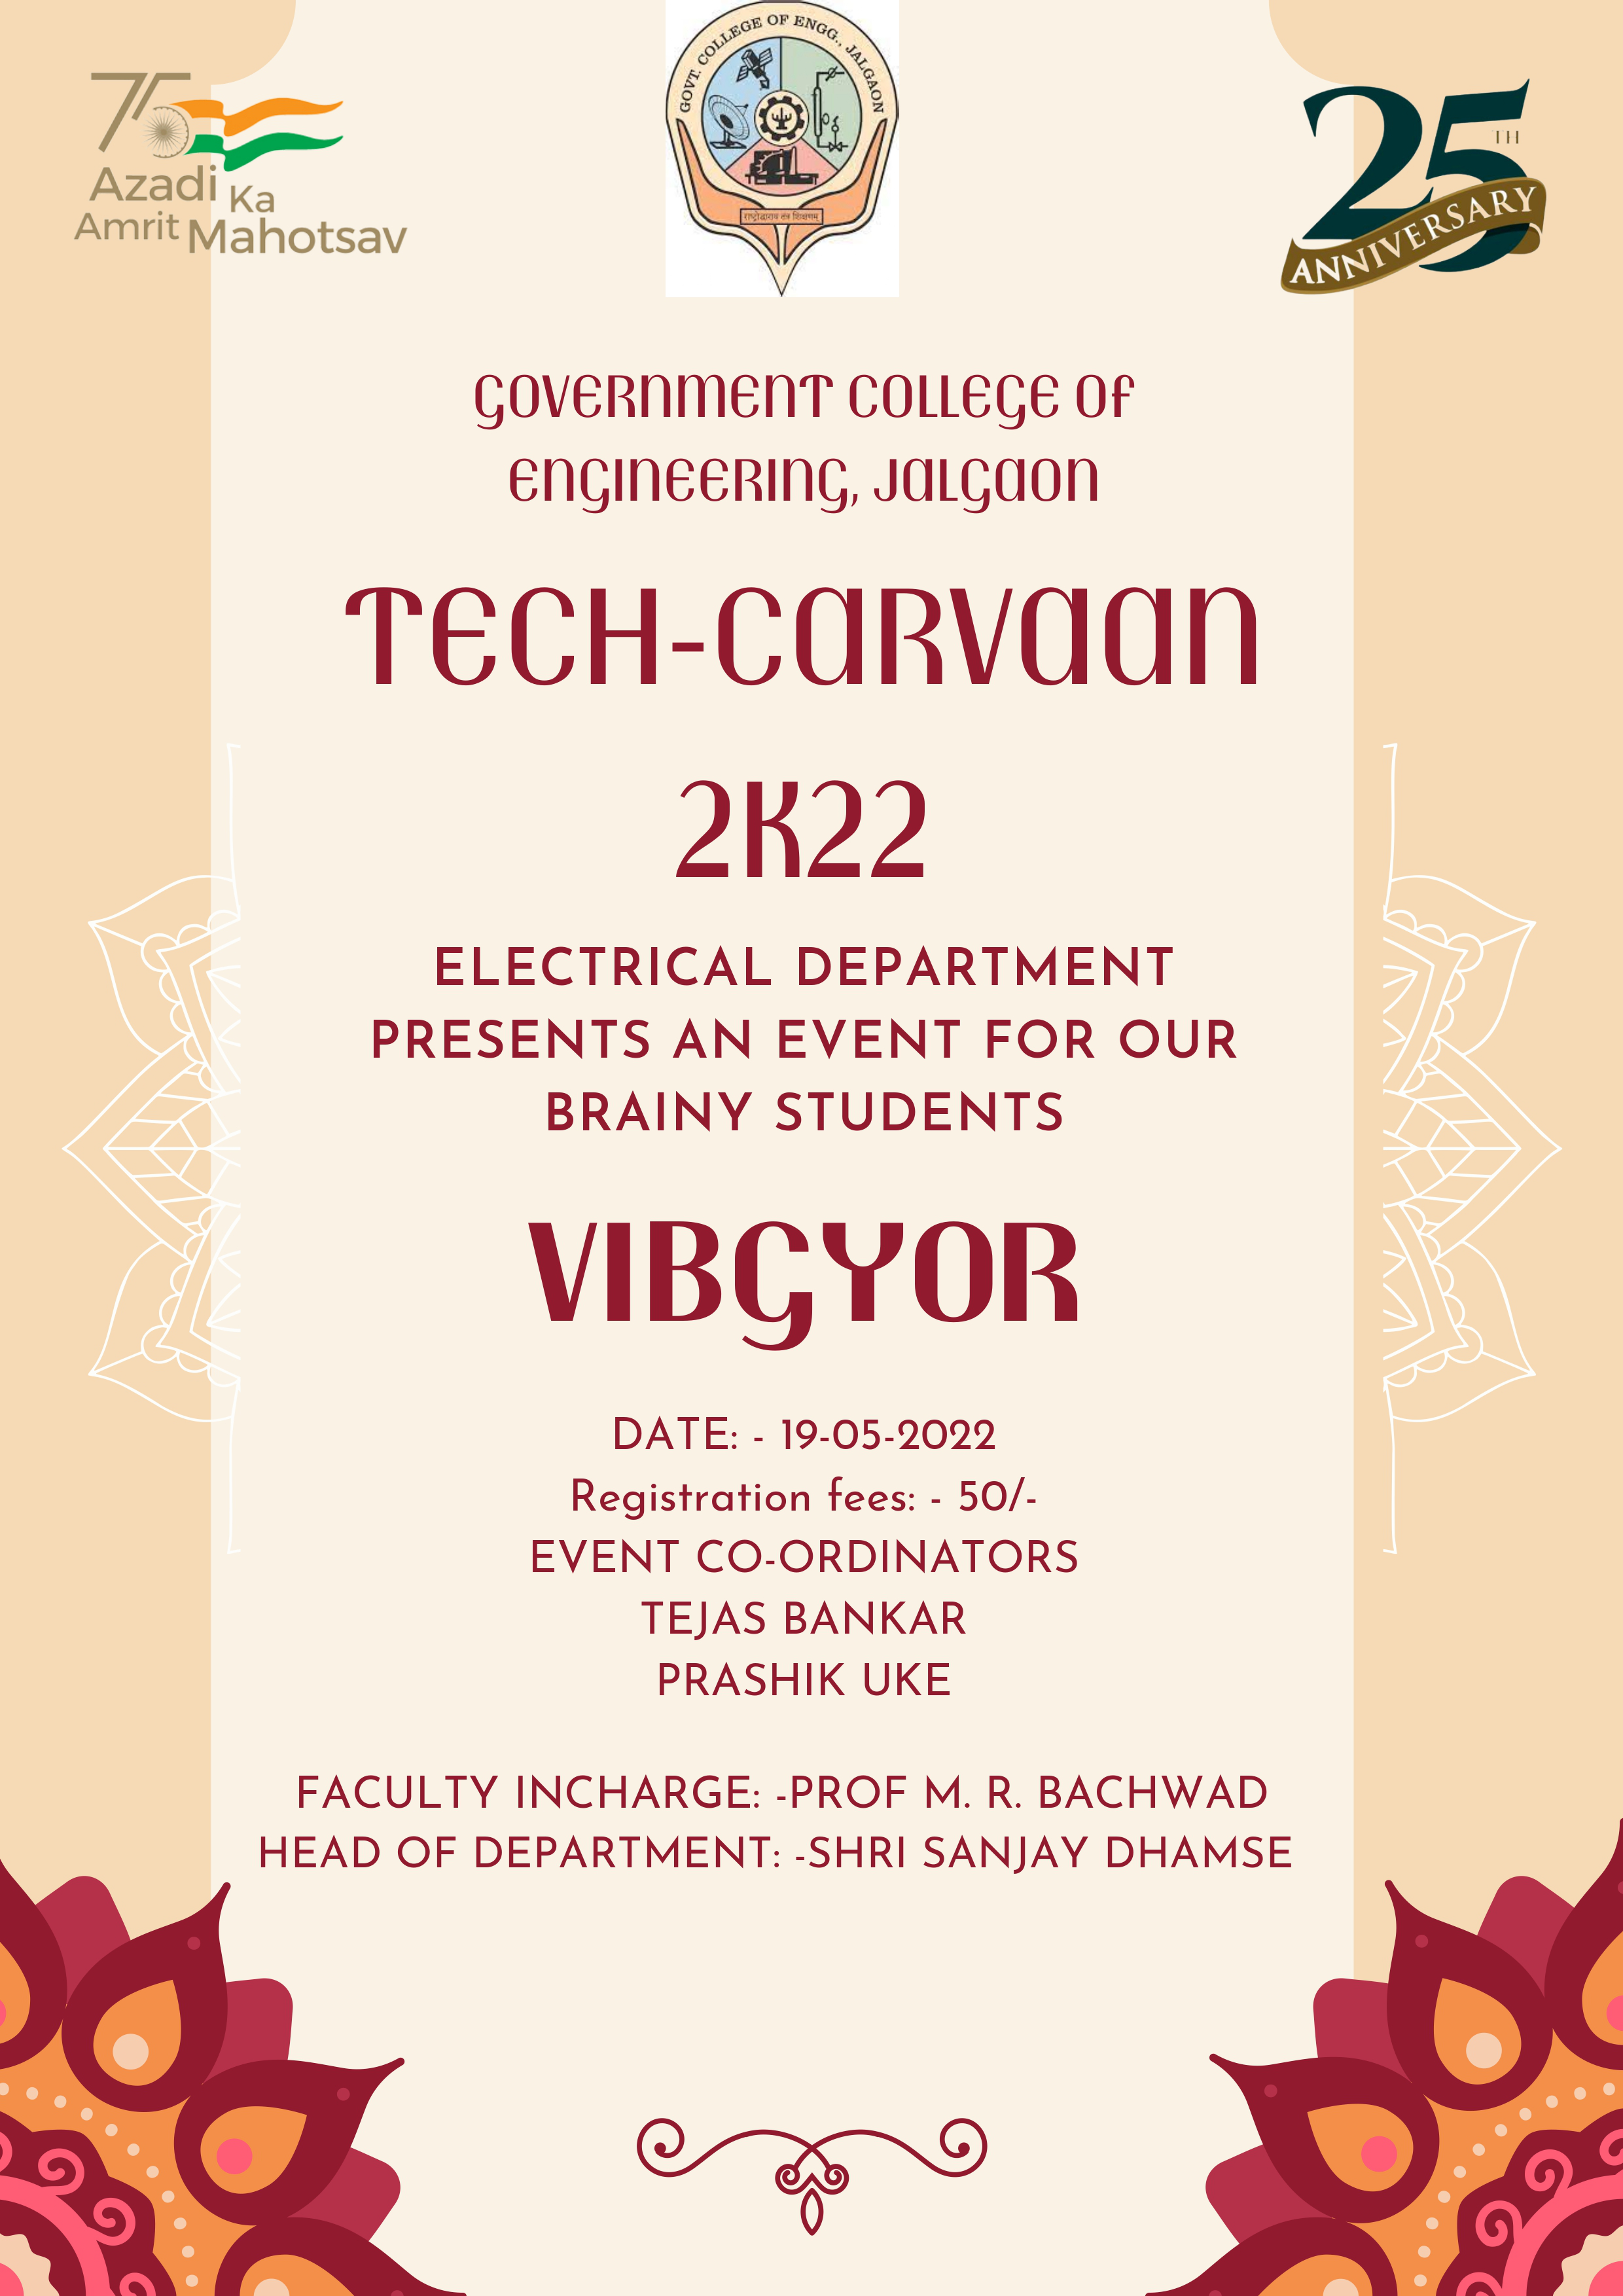 75
Azadi Ka
Amrit Mahotsav
GOVT. COLLEGE OF ENGG., JALGAON
25TH
ANNIVERSARY
GOVERNMENT COLLEGE OF
ENGINEERING, JALGAON
TECH-CARVAAN
2K22
ELECTRICAL DEPARTMENT
PRESENTS AN EVENT FOR OUR
BRAINY STUDENTS
VIBGYOR
DATE: - 19-05-2022
Registration fees: - 50/-
EVENT CO-ORDINATORS
TEJAS BANKAR
PRASHIK UKE
FACULTY INCHARGE: -PROF M. R. BACHWAD
HEAD OF DEPARTMENT: -SHRI SANJAY DHAMSE